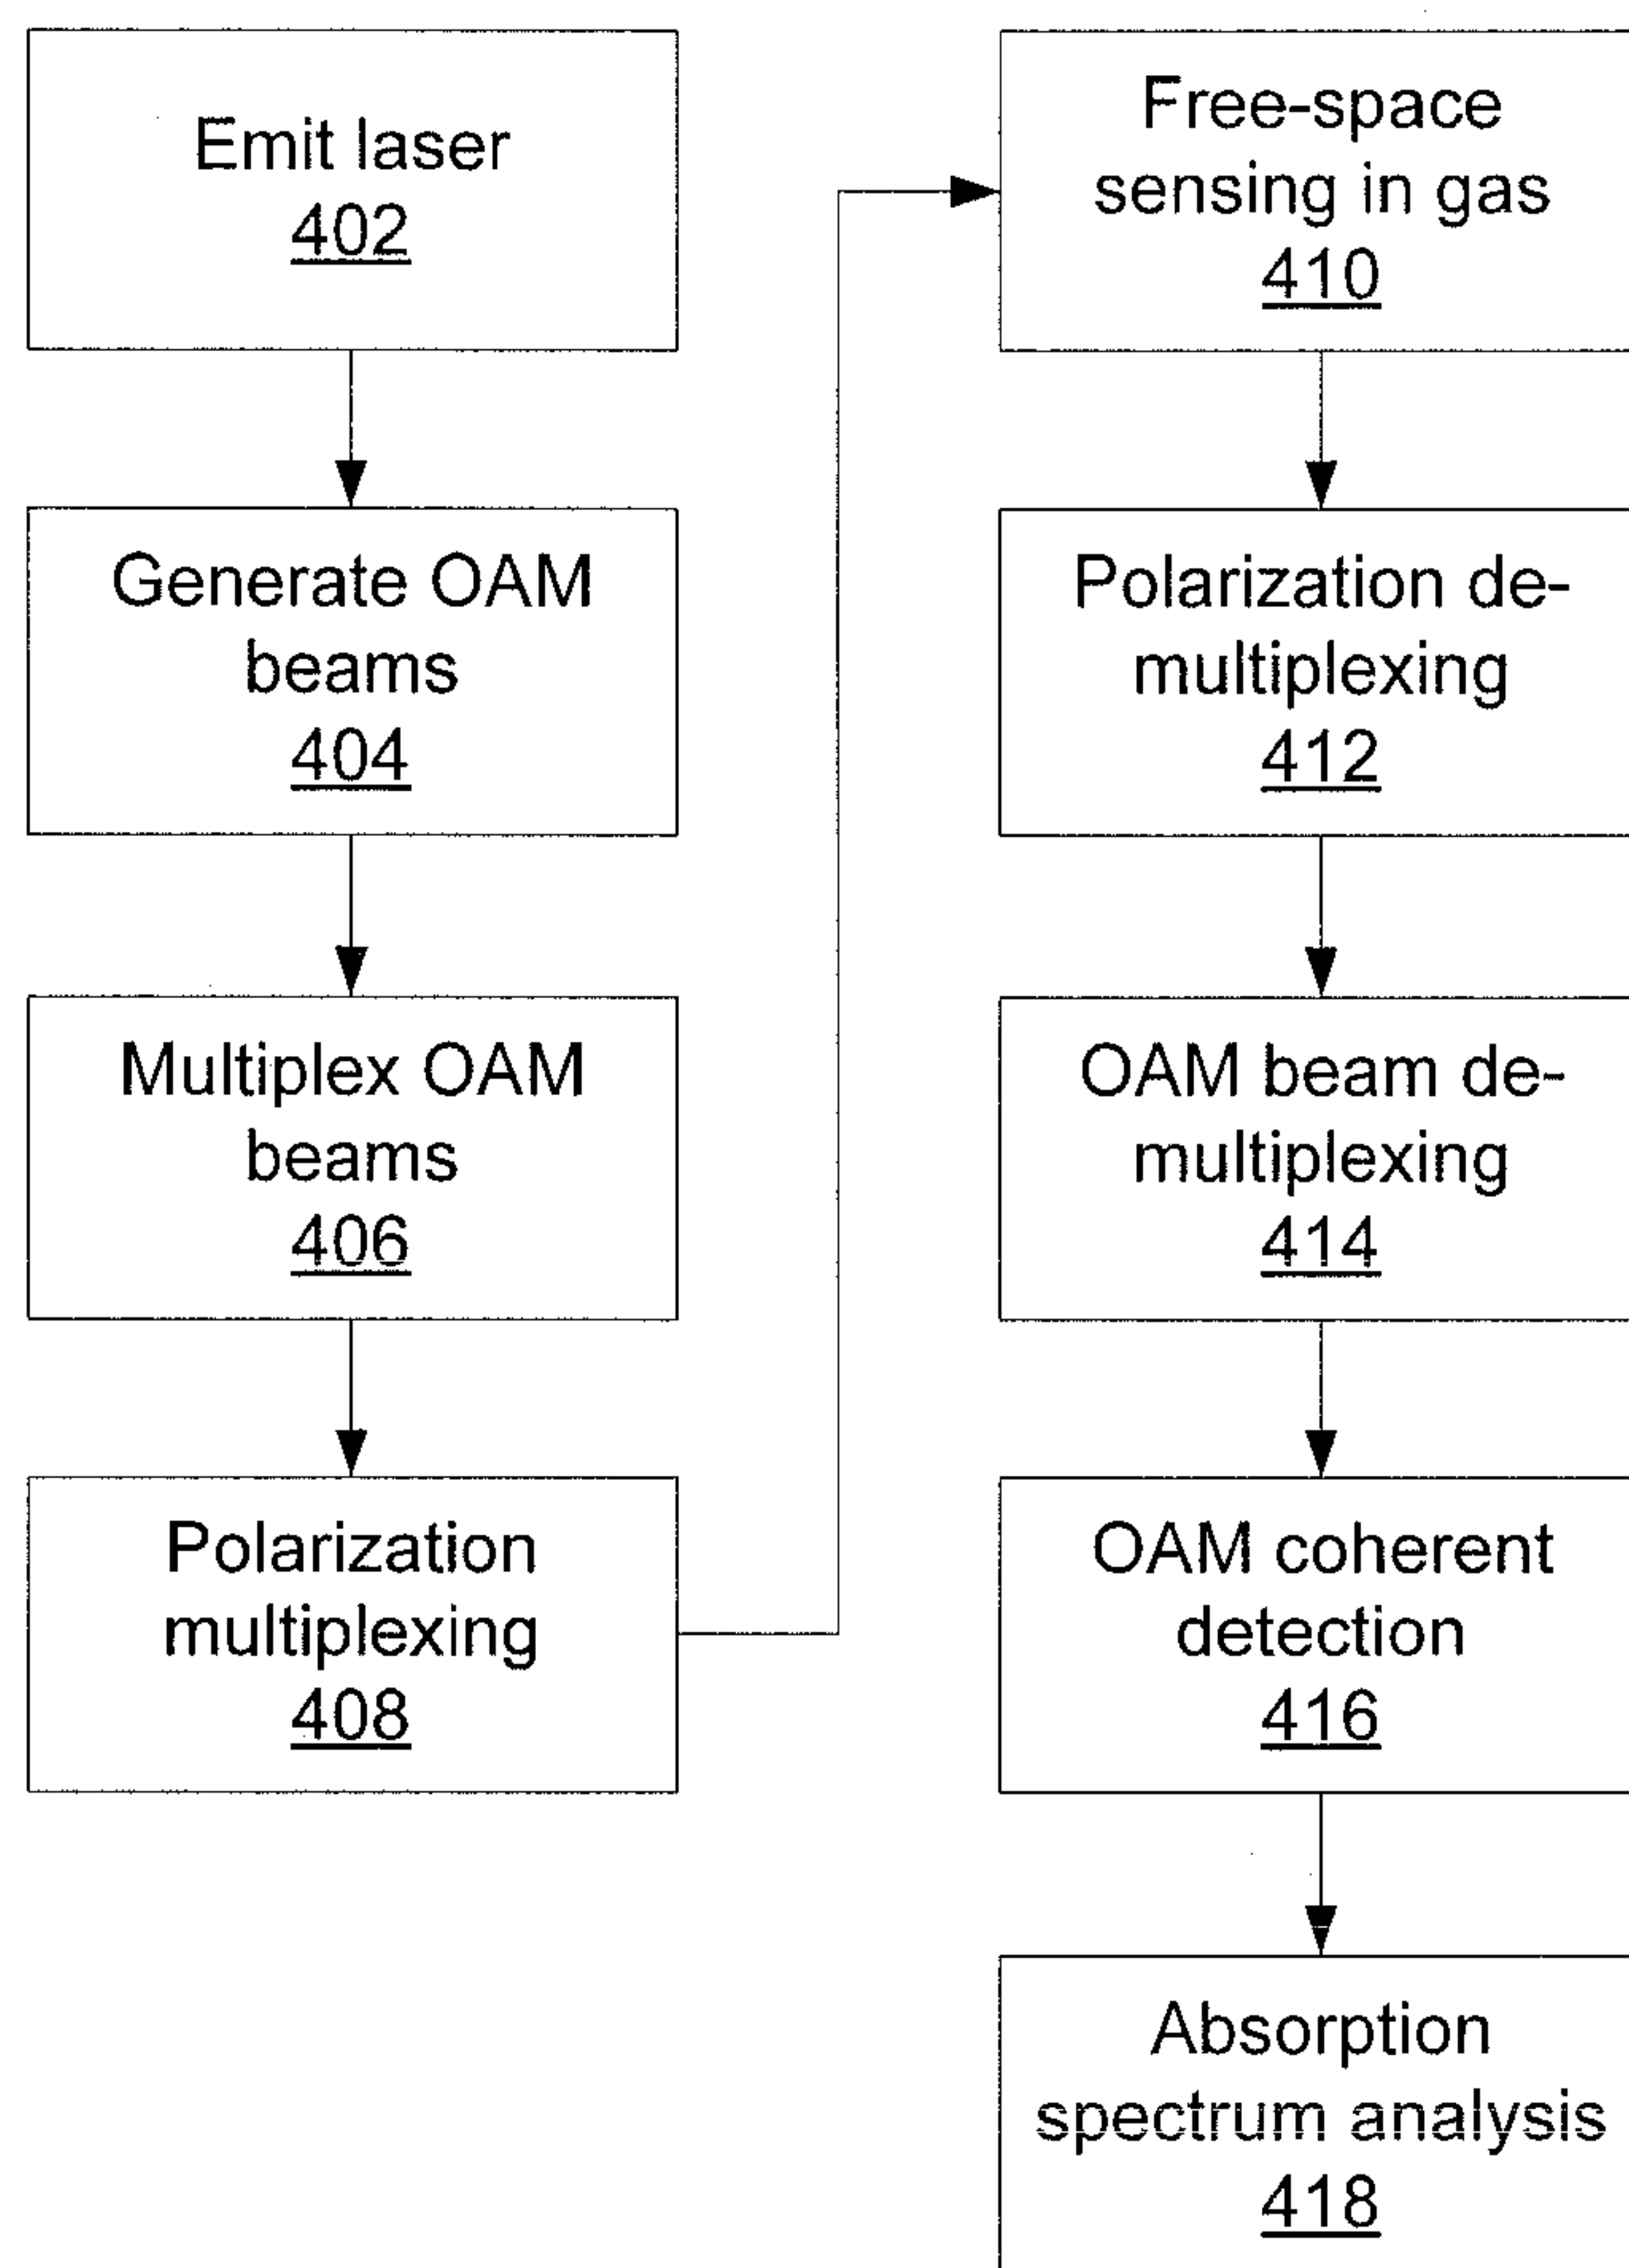 Emit laser
402
Generate OAM
beams
404
Multiplex OAM
beams
406
Polarization
multiplexing
408
Free-space
sensing in gas
410
Polarization de-
multiplexing
412
OAM beam de-
multiplexing
414
OAM coherent
detection
416
Absorption
spectrum analysis
418